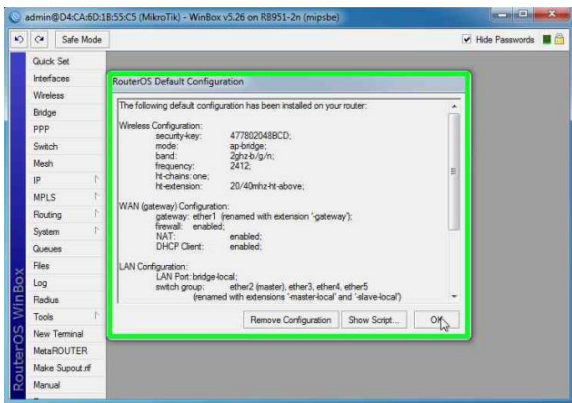 admin@D4:CA:6D:1B:55:C5 (MikroTik) - WinBox v5.26 on RB951-2n (mipsbe)
Safe Mode
Hide Passwords
Quick Set
Interfaces
Wireless
Bridge
PPP
Switch
Mesh
IP
MPLS
Routing
System
Queues
Files
Log
Radius
Tools
New Terminal
MetaROUTER
Make Supout.rif
Manual
RouterOS WinBox
RouterOS Default Configuration
The following default configuration has been installed on your router:
Wireless Configuration:
security-key: 477802048BCD;
mode: ap-bridge;
band: 2ghz-b/g/n;
frequency: 2412;
ht-chains: one;
ht-extension: 20/40mhz-ht-above;
WAN (gateway) Configuration:
gateway: ether1 (renamed with extension '-gateway');
firewall: enabled;
NAT: enabled;
DHCP Client: enabled;
LAN Configuration:
LAN Port: bridge-local;
switch group: ether2 (master), ether3, ether4, ether5
(renamed with extensions '-master-local' and '-slave-local')
Remove Configuration
Show Script...
OK